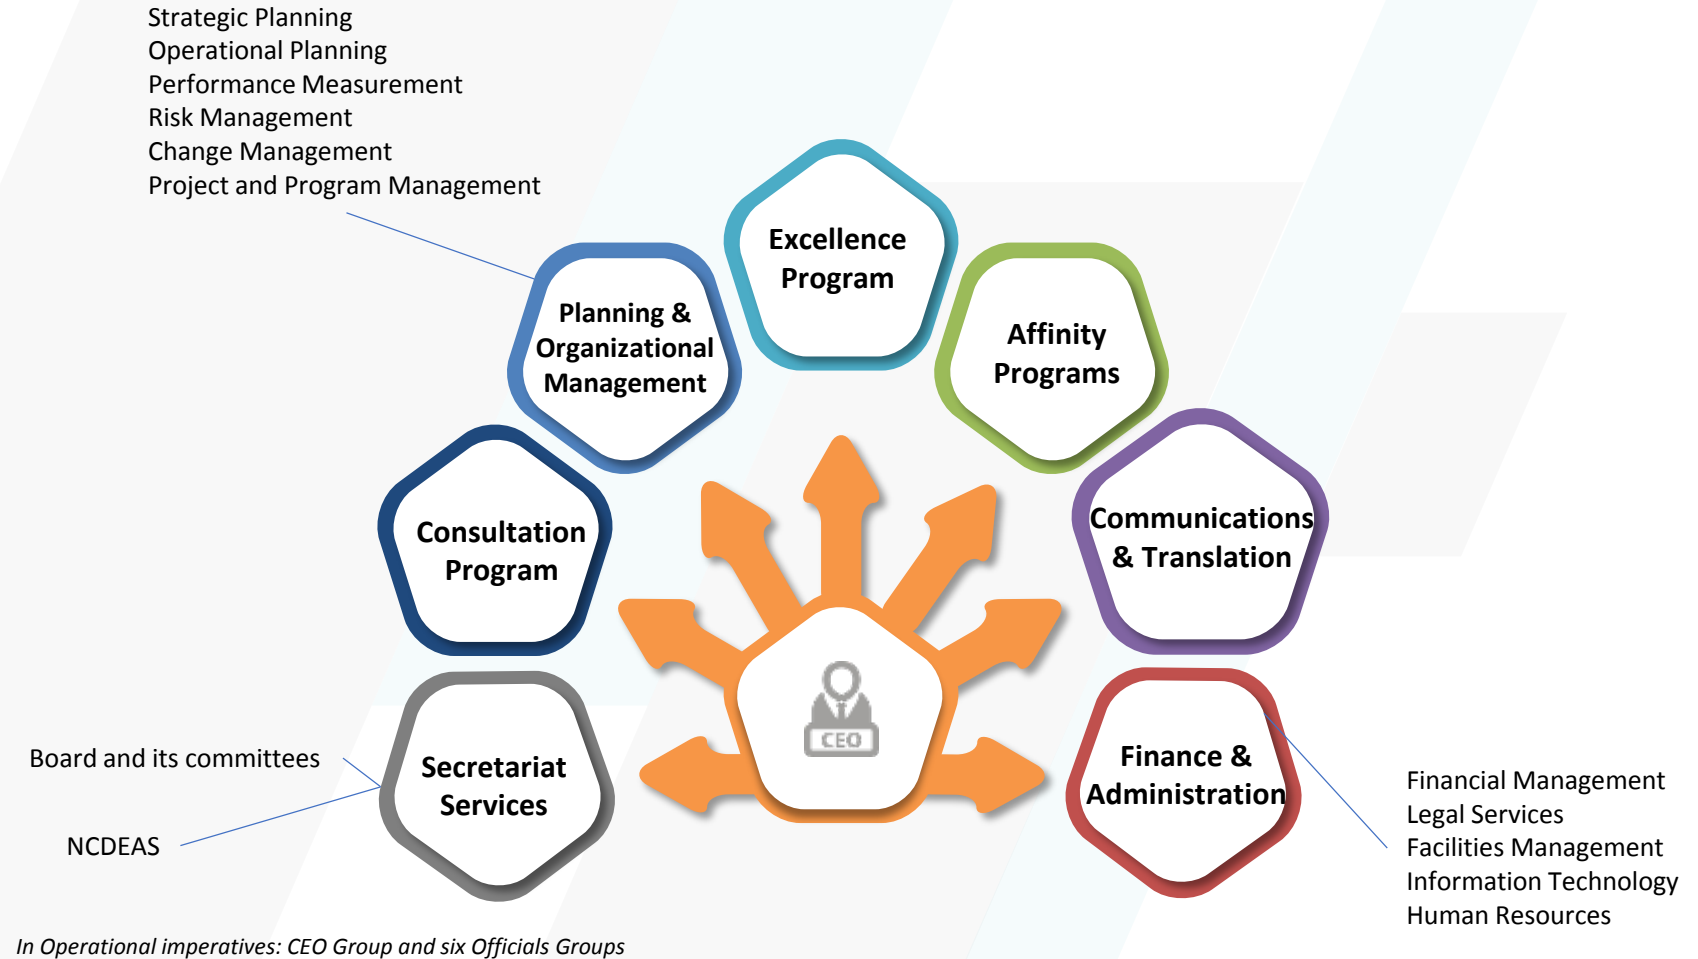 Strategic Planning
Operational Planning
Performance Measurement
Risk Management
Change Management
Project and Program Management
Excellence
Program
Planning &
Organizational
Management
Affinity
Programs
Consultation
Program
Communications
& Translation
CEO
Secretariat
Services
Finance &
Administration
Board and its committees
NCDEAS
Financial Management
Legal Services
Facilities Management
Information Technology
Human Resources
In Operational imperatives: CEO Group and six Officials Groups